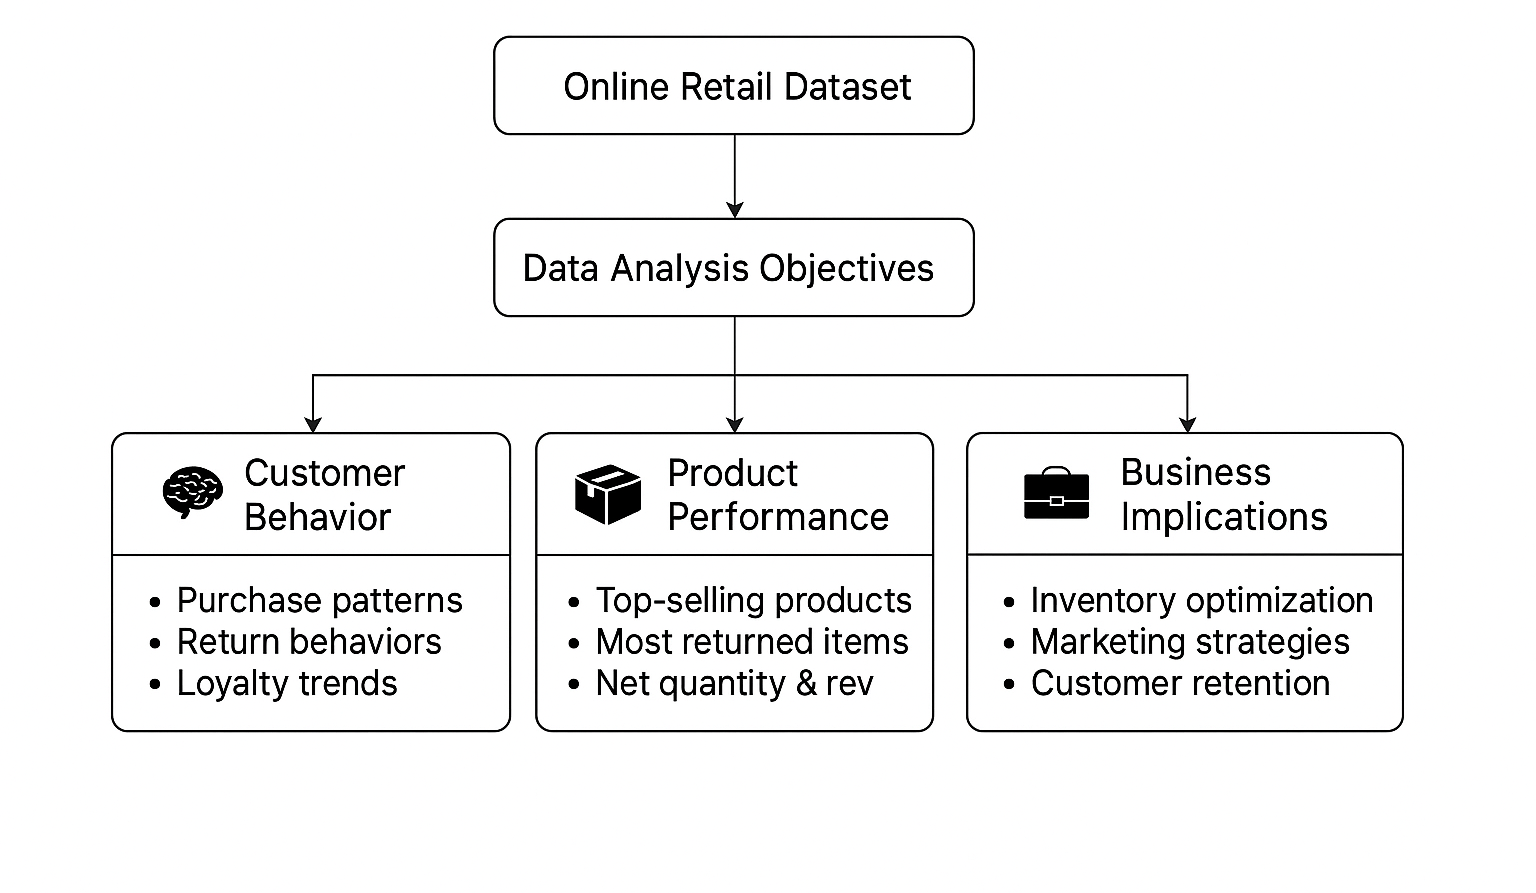 Online Retail Dataset
Data Analysis Objectives
Customer
Behavior
• Purchase patterns
• Return behaviors
• Loyalty trends
Product
Performance
• Top-selling products
• Most returned items
• Net quantity & rev
Business
Implications
• Inventory optimization
• Marketing strategies
• Customer retention